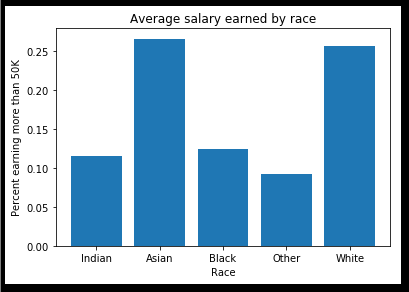 Average salary earned by race
Percent earning more than 50K
0.25
0.20
0.15
0.10
0.05
0.00
Indian Asian Black Other White
Race